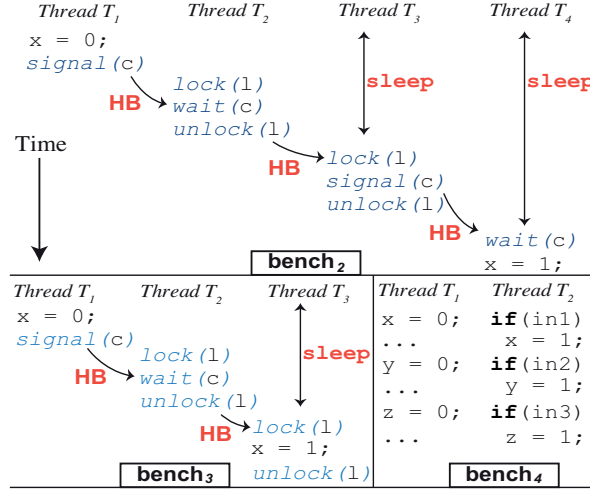 Thread T1 Thread T2 Thread T3 Thread T4
x = 0;
signal(c)
lock(l)
sleep sleep
HB wait(c)
unlock(l)
Time
lock(l)
HB signal(c)
unlock(l)
HB wait(c)
bench2 x = 1;
Thread T1 Thread T2 Thread T3
x = 0;
signal(c)
lock(l) sleep
HB wait(c)
unlock(l)
HB lock(l)
x = 1;
bench3 unlock(l)
Thread T1 Thread T2
x = 0; if(in1)
... x = 1;
y = 0; if(in2)
... y = 1;
z = 0; if(in3)
... z = 1;
bench4